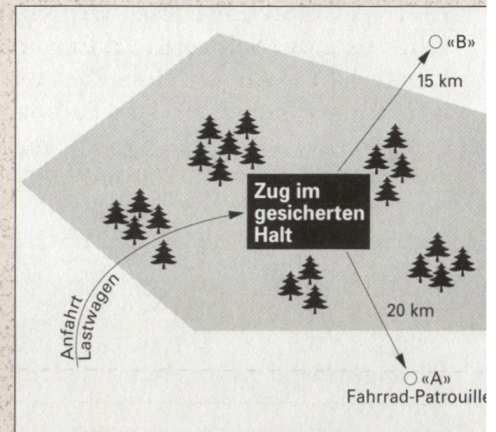 «B»
15 km
Zug im
gesicherten
Halt
Anfahrt
Lastwagen
20 km
«A»
Fahrrad-Patrouille